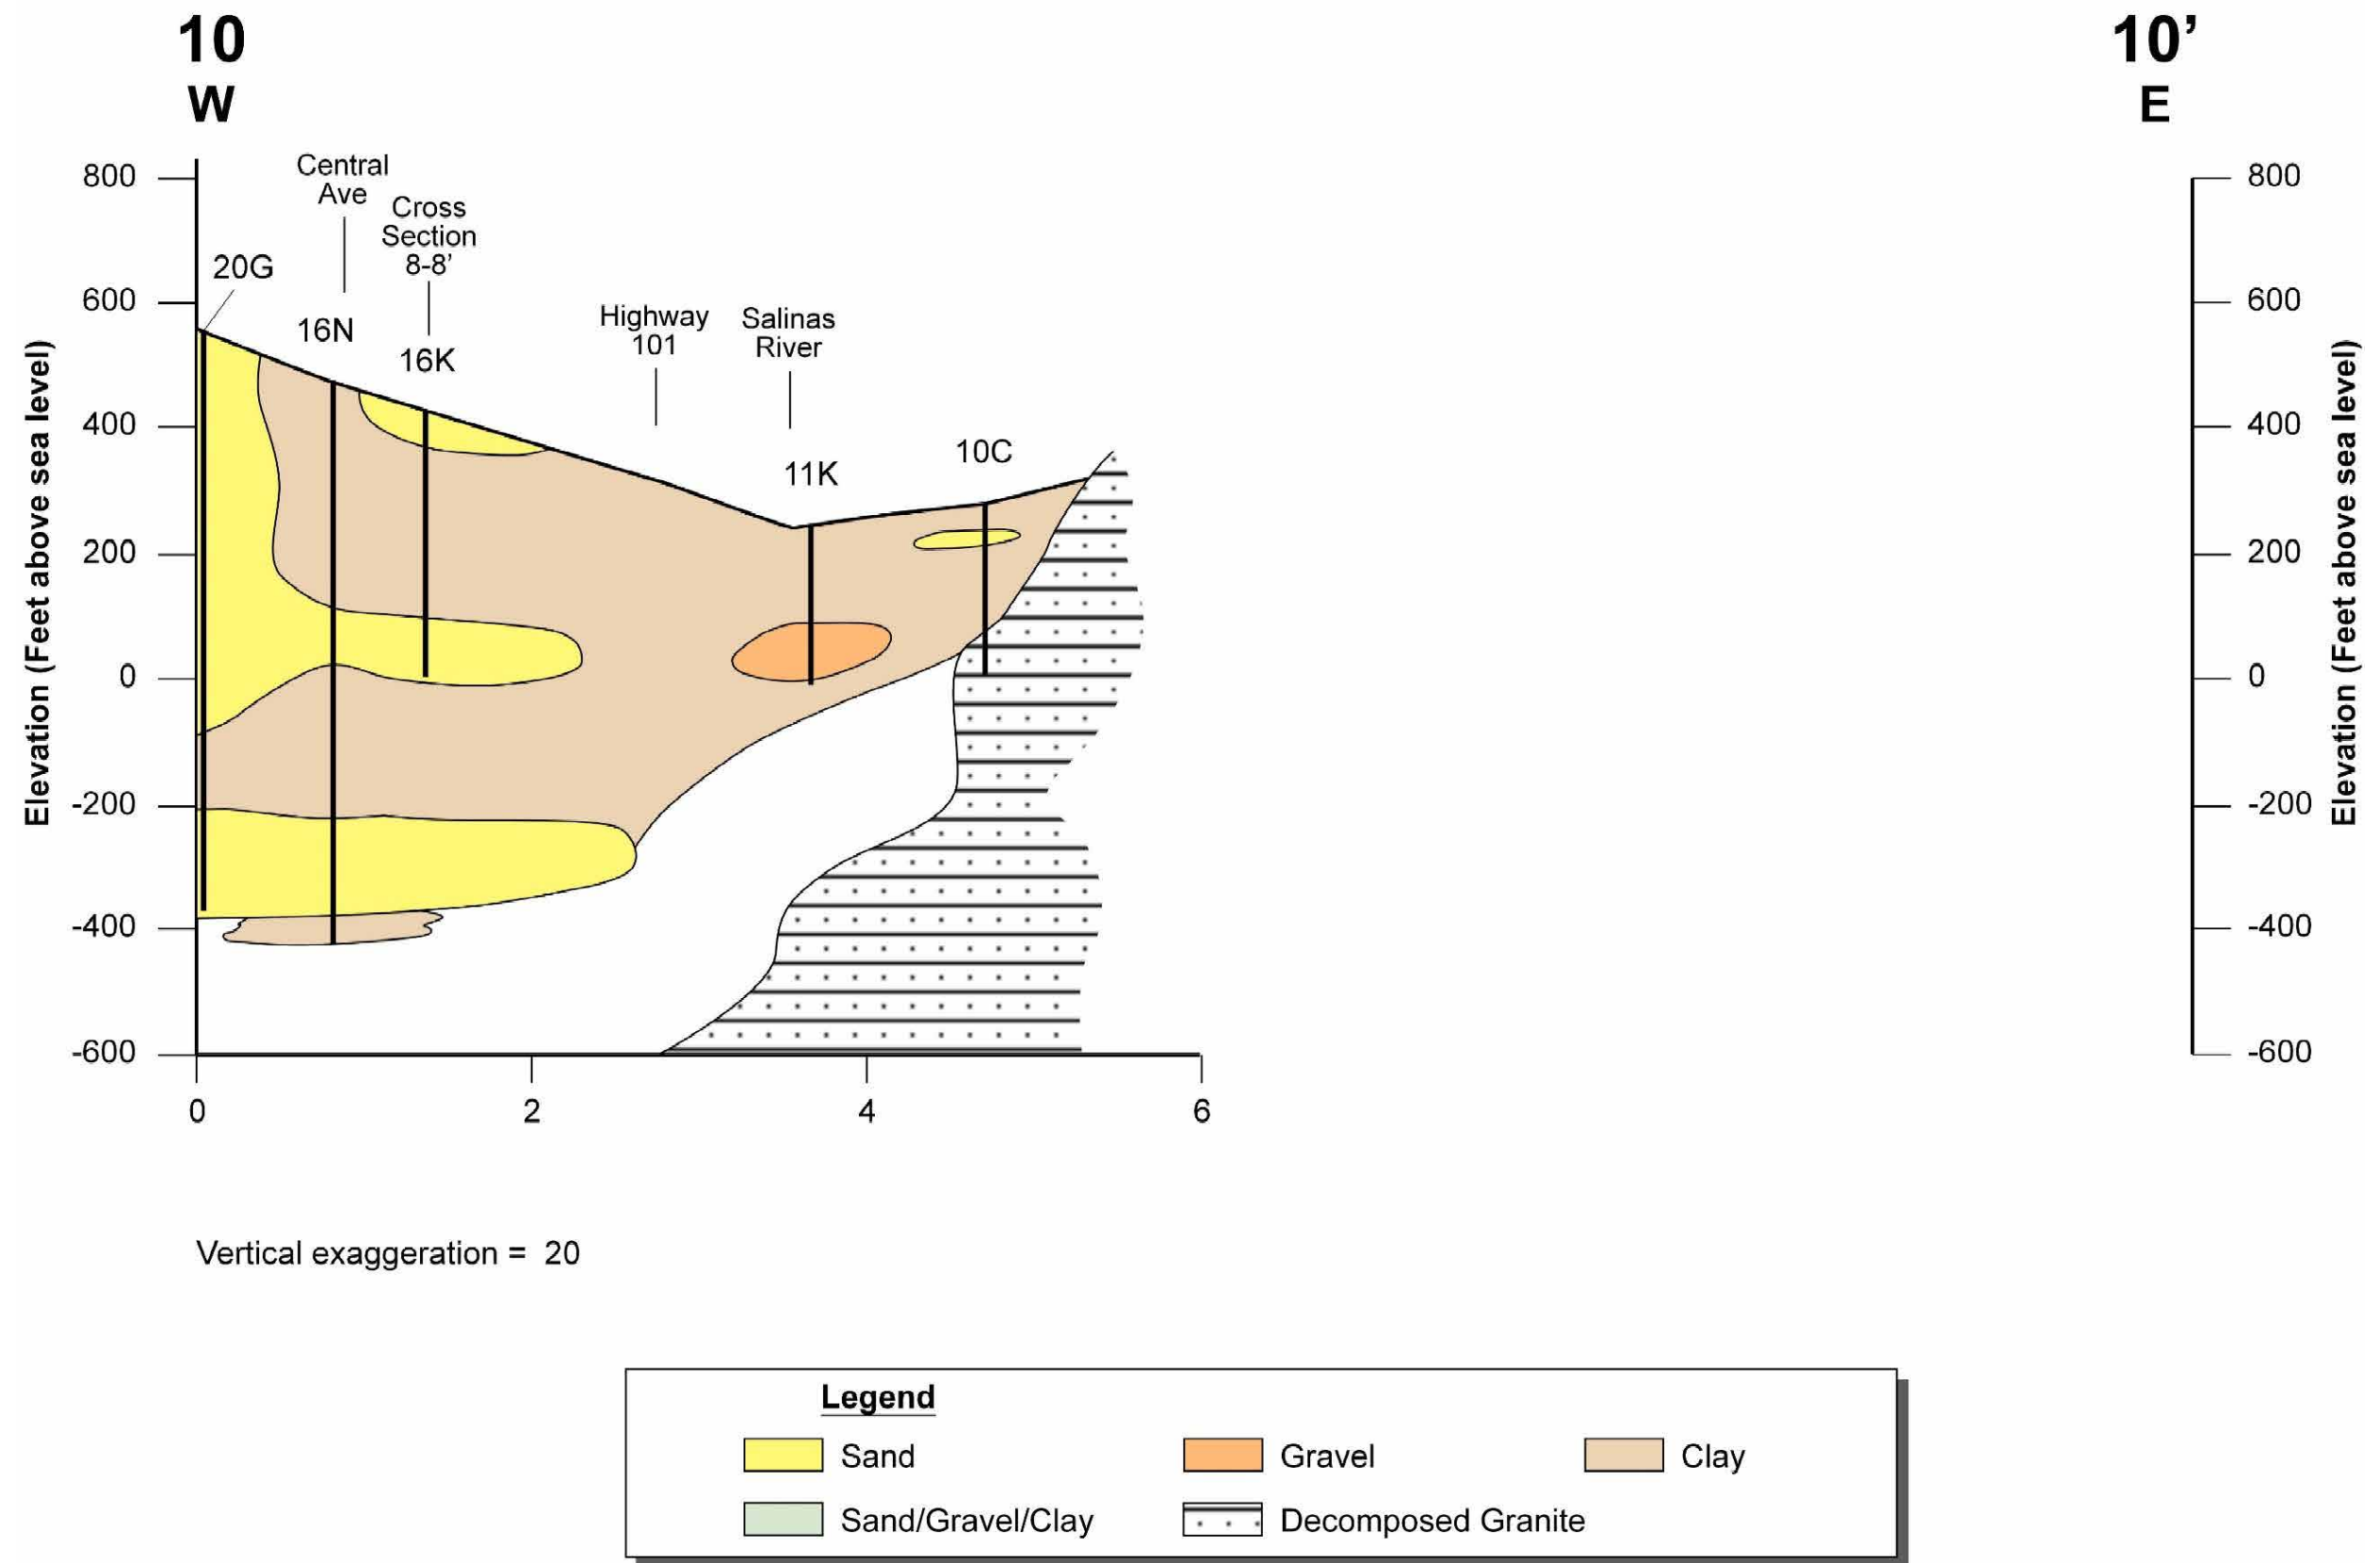 10
W
10’
E
Central
Ave
Cross
Section
8-8’
20G
16N
16K
Highway
101
Salinas
River
11K
10C
Elevation (Feet above sea level)
800
600
400
200
0
-200
-400
-600
800
600
400
200
0
-200
-400
-600
Elevation (Feet above sea level)
0 2 4 6
Vertical exaggeration = 20
Legend
Sand Gravel Clay
Sand/Gravel/Clay Decomposed Granite